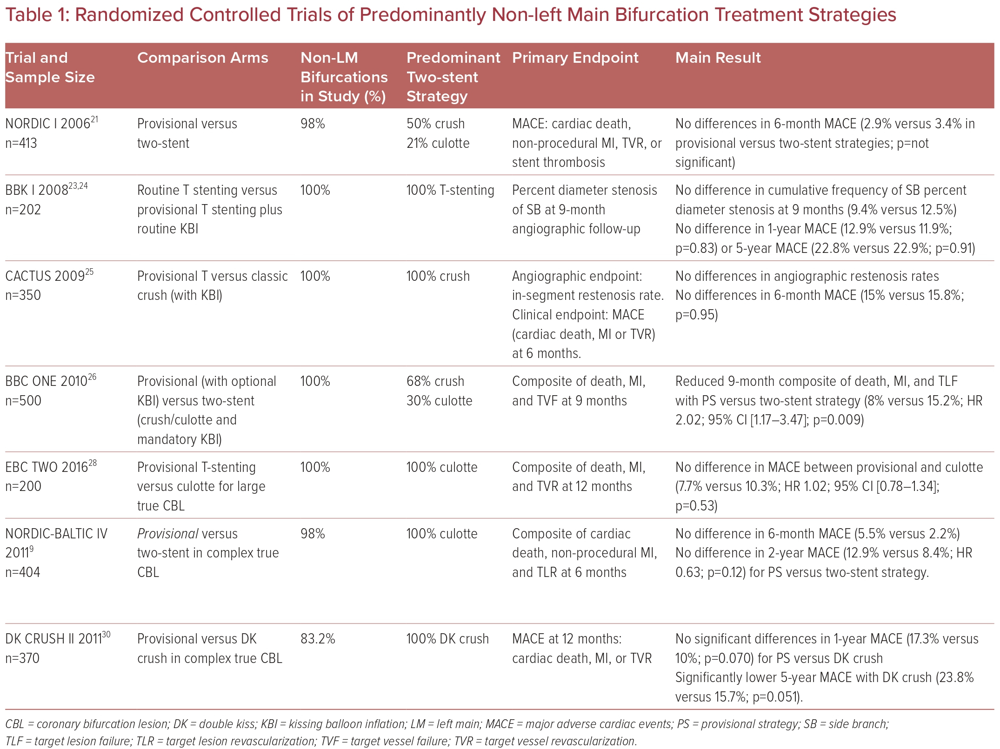 Table 1: Randomized Controlled Trials of Predominantly Non-left Main Bifurcation Treatment Strategies
Trial and
Sample Size
Comparison Arms
Non-LM
Bifurcations
in Study (%)
Predominant
Two-stent
Strategy
Primary Endpoint
Main Result
NORDIC I 200621
n=413
Provisional versus
two-stent
98%
50% crush
21% culotte
MACE: cardiac death,
non-procedural MI, TVR, or
stent thrombosis
No differences in 6-month MACE (2.9% versus 3.4% in
provisional versus two-stent strategies; p=not
significant)
BBK I 200823,24
n=202
Routine T stenting versus
provisional T stenting plus
routine KBI
100%
100% T-stenting
Percent diameter stenosis
of SB at 9-month
angiographic follow-up
No difference in cumulative frequency of SB percent
diameter stenosis at 9 months (9.4% versus 12.5%)
No difference in 1-year MACE (12.9% versus 11.9%;
p=0.83) or 5-year MACE (22.8% versus 22.9%; p=0.91)
CACTUS 200925
n=350
Provisional T versus classic
crush (with KBI)
100%
100% crush
Angiographic endpoint:
in-segment restenosis rate.
Clinical endpoint: MACE
(cardiac death, MI or TVR)
at 6 months.
No differences in angiographic restenosis rates
No differences in 6-month MACE (15% versus 15.8%;
p=0.95)
BBC ONE 201026
n=500
Provisional (with optional
KBI) versus two-stent
(crush/culotte and
mandatory KBI)
100%
68% crush
30% culotte
Composite of death, MI,
and TVF at 9 months
Reduced 9-month composite of death, MI, and TLF
with PS versus two-stent strategy (8% versus 15.2%; HR
2.02; 95% CI [1.17–3.47]; p=0.009)
EBC TWO 201628
n=200
Provisional T-stenting
versus culotte for large
true CBL
100%
100% culotte
Composite of death, MI,
and TVR at 12 months
No difference in MACE between provisional and culotte
(7.7% versus 10.3%; HR 1.02; 95% CI [0.78–1.34];
p=0.53)
NORDIC-BALTIC IV
20119
n=404
Provisional versus
two-stent in complex true
CBL
98%
100% culotte
Composite of cardiac
death, non-procedural MI,
and TLR at 6 months
No difference in 6-month MACE (5.5% versus 2.2%)
No difference in 2-year MACE (12.9% versus 8.4%; HR
0.63; p=0.12) for PS versus two-stent strategy.
DK CRUSH II 201130
n=370
Provisional versus DK
crush in complex true CBL
83.2%
100% DK crush
MACE at 12 months:
cardiac death, MI, or TVR
No significant differences in 1-year MACE (17.3% versus
10%; p=0.070) for PS versus DK crush
Significantly lower 5-year MACE with DK crush (23.8%
versus 15.7%; p=0.051).
CBL = coronary bifurcation lesion; DK = double kiss; KBI = kissing balloon inflation; LM = left main; MACE = major adverse cardiac events; PS = provisional strategy; SB = side branch;
TLF = target lesion failure; TLR = target lesion revascularization; TVF = target vessel failure; TVR = target vessel revascularization.